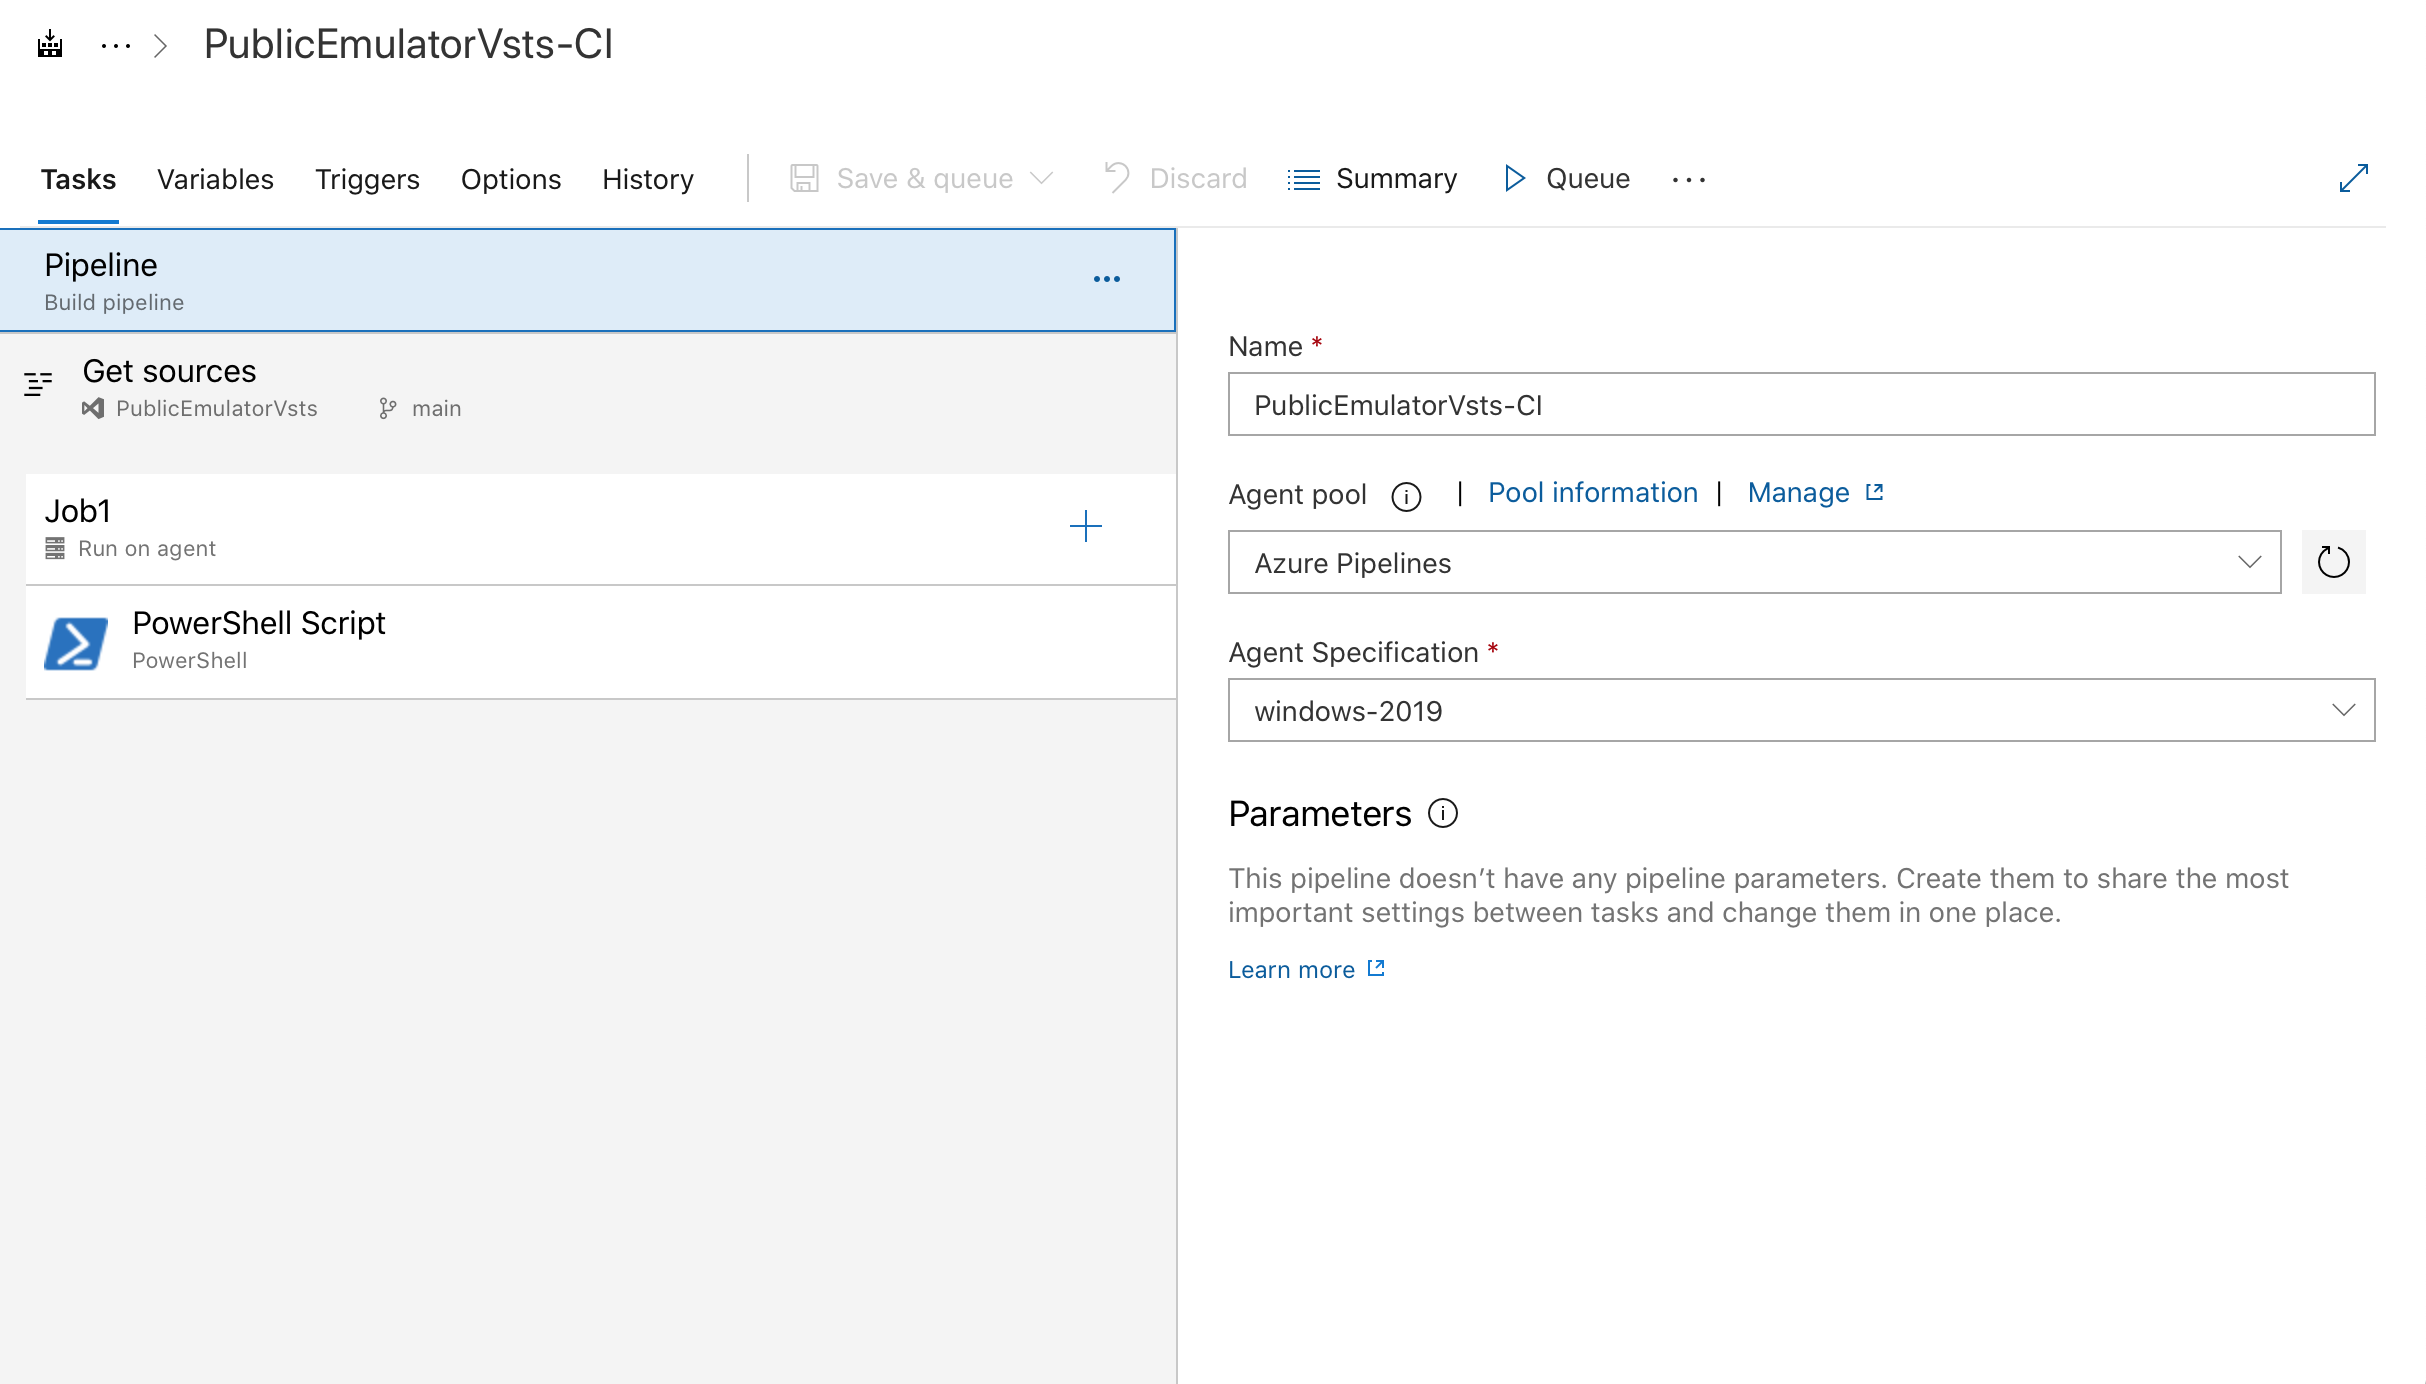 PublicEmulatorVsts-CI
Tasks Variables Triggers Options History Save & queue Discard Summary Queue
Pipeline
Build pipeline
Get sources
PublicEmulatorVsts main
Job1
Run on agent
PowerShell Script
PowerShell
Name *
PublicEmulatorVsts-CI
Agent pool | Pool information | Manage
Azure Pipelines
Agent Specification *
windows-2019
Parameters
This pipeline doesn’t have any pipeline parameters. Create them to share the most
important settings between tasks and change them in one place.
Learn more